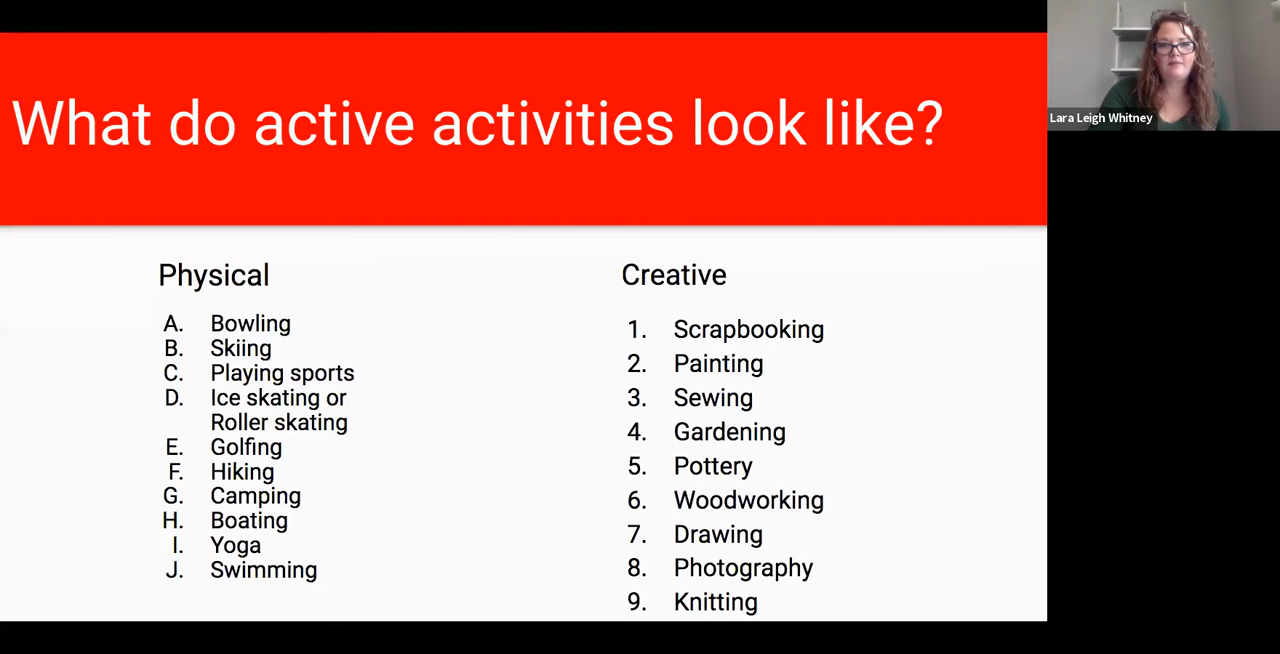 What do active activities look like?
Lara Leigh Whitney
Physical
A. Bowling
B. Skiing
C. Playing sports
D. Ice skating or
Roller skating
E. Golfing
F. Hiking
G. Camping
H. Boating
I. Yoga
J. Swimming
Creative
1. Scrapbooking
2. Painting
3. Sewing
4. Gardening
5. Pottery
6. Woodworking
7. Drawing
8. Photography
9. Knitting